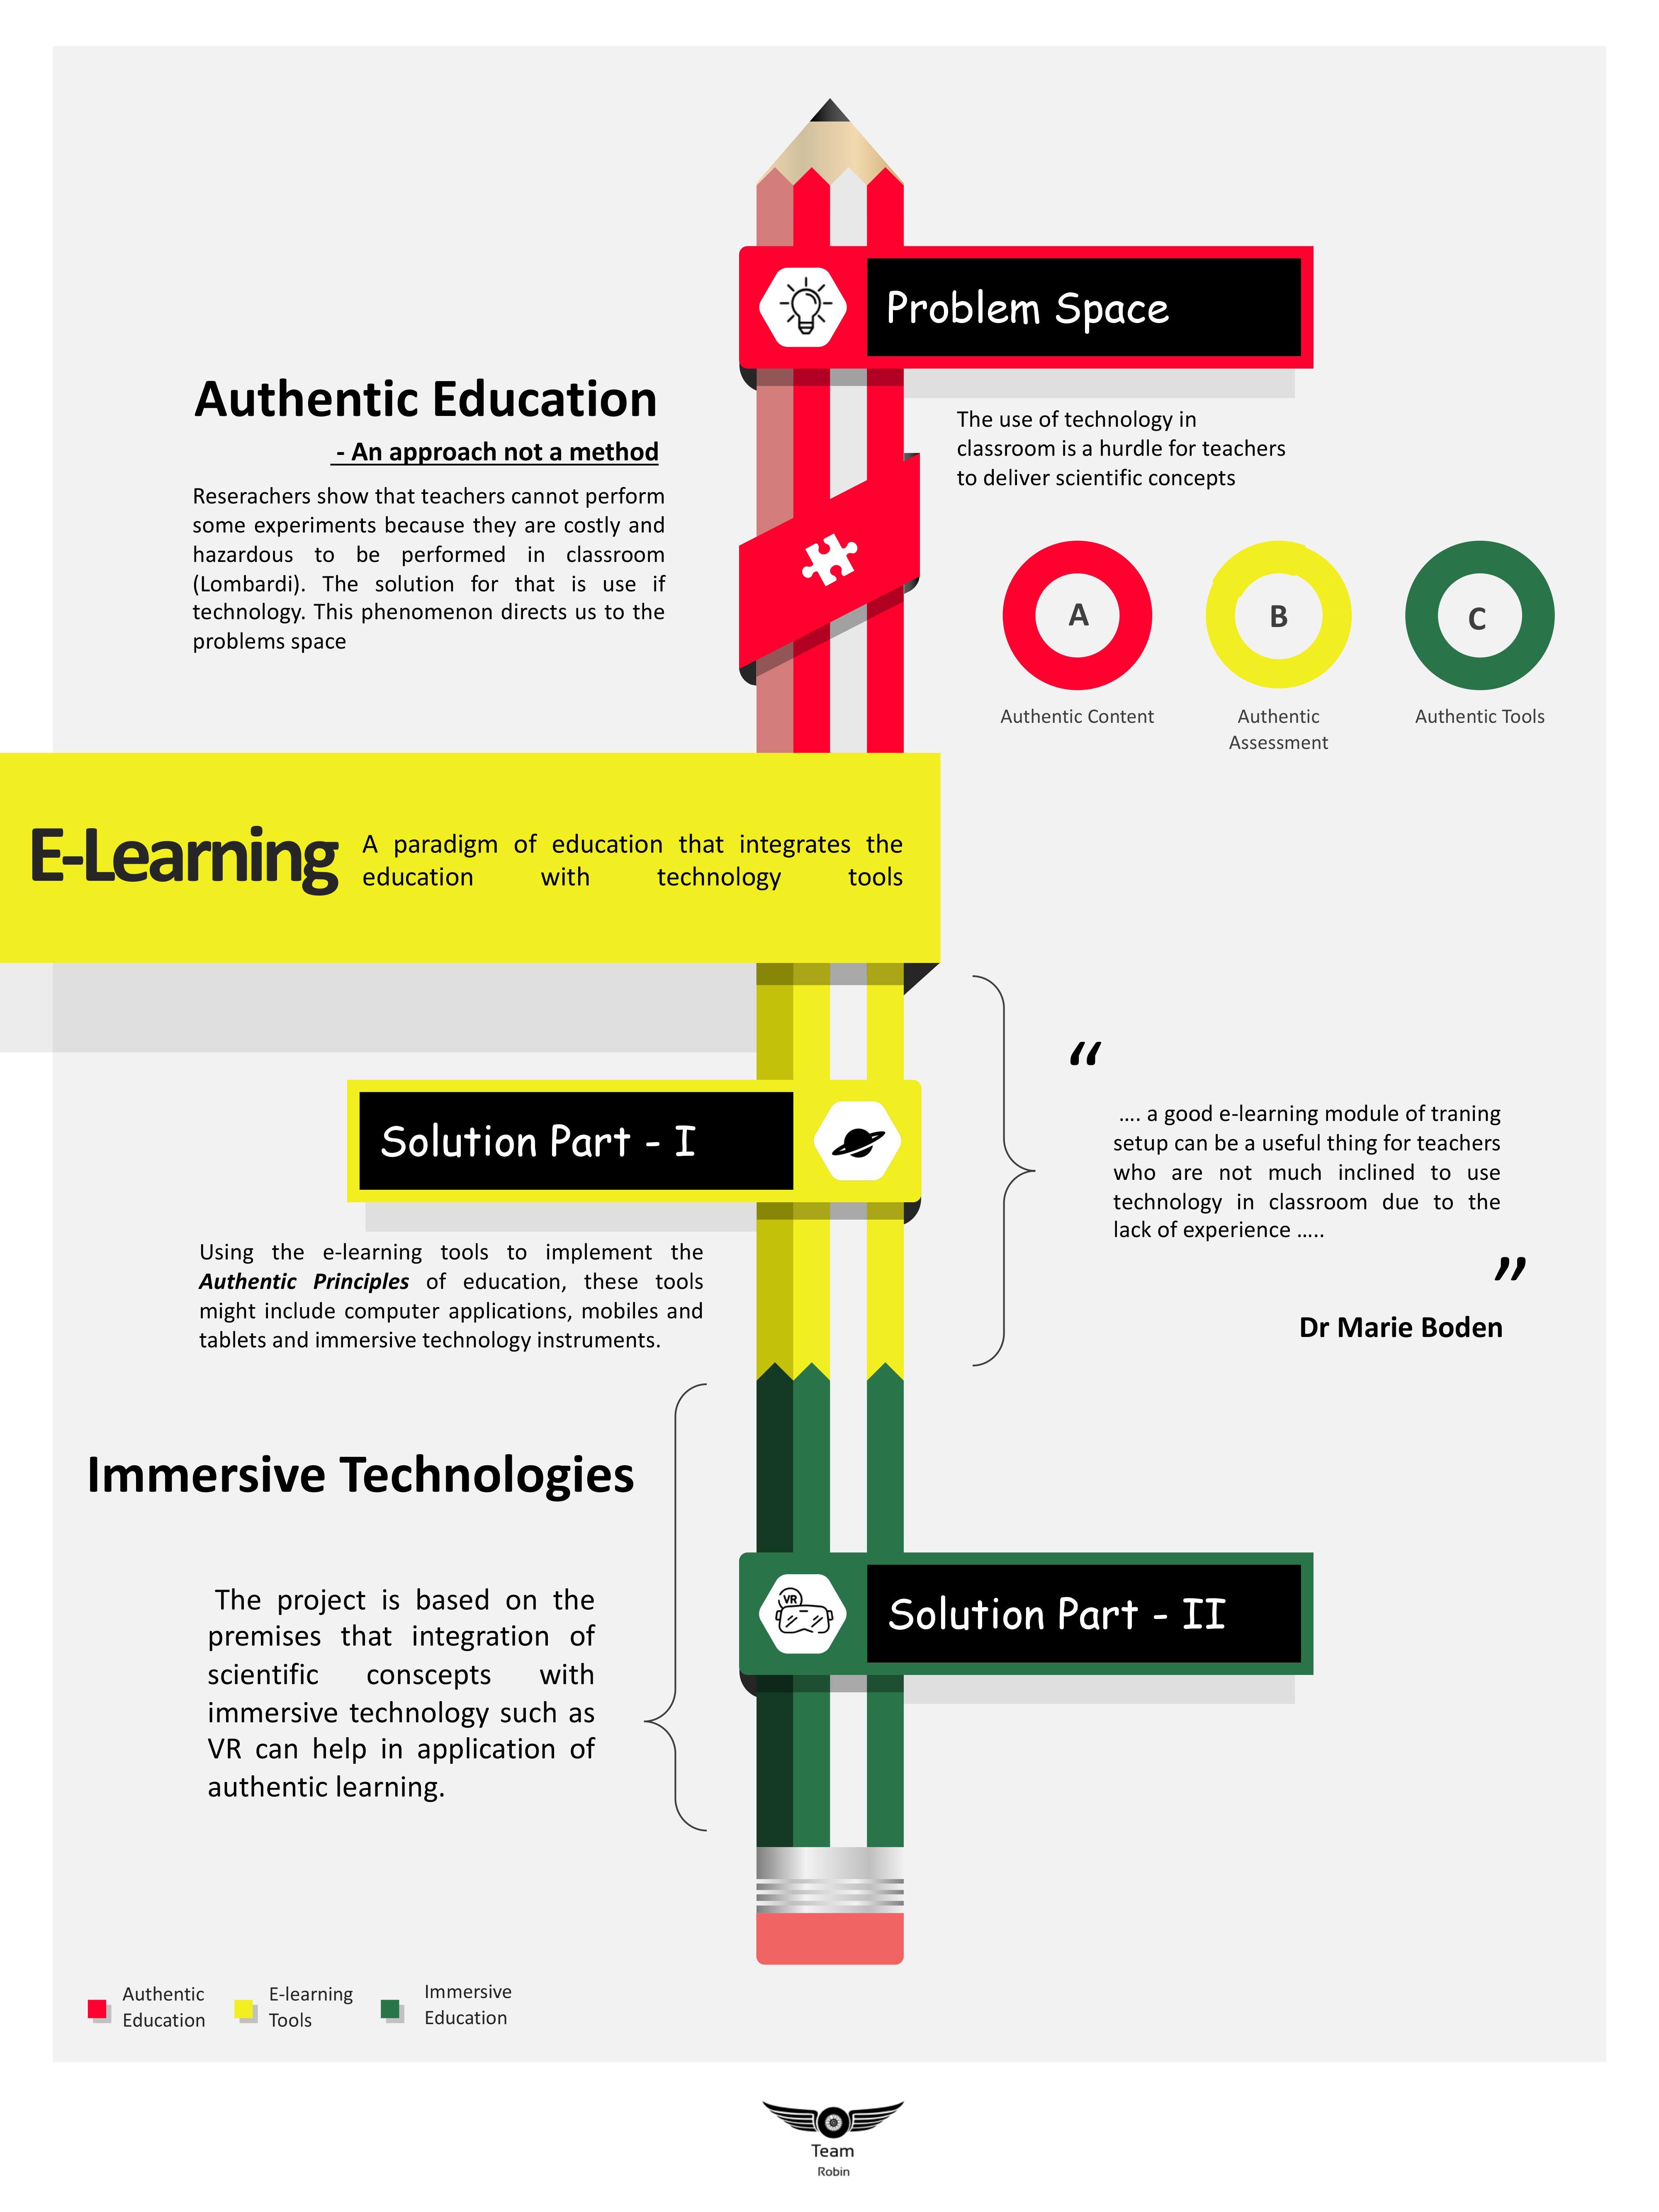 Problem Space
Authentic Education
- An approach not a method
Reserachers show that teachers cannot perform
some experiments because they are costly and
hazardous to be performed in classroom
(Lombardi). The solution for that is use if
technology. This phenomenon directs us to the
problems space
The use of technology in
classroom is a hurdle for teachers
to deliver scientific concepts
A
B
C
Authentic Content
Authentic
Assessment
Authentic Tools
E-Learning
A paradigm of education that integrates the
education with technology tools
Solution Part - I
Using the e-learning tools to implement the
Authentic Principles of education, these tools
might include computer applications, mobiles and
tablets and immersive technology instruments.
“
.... a good e-learning module of traning
setup can be a useful thing for teachers
who are not much inclined to use
technology in classroom due to the
lack of experience .....
”
Dr Marie Boden
Immersive Technologies
The project is based on the
premises that integration of
scientific conscepts with
immersive technology such as
VR can help in application of
authentic learning.
VR
Solution Part - II
Authentic
Education
E-learning
Tools
Immersive
Education
Team
Robin